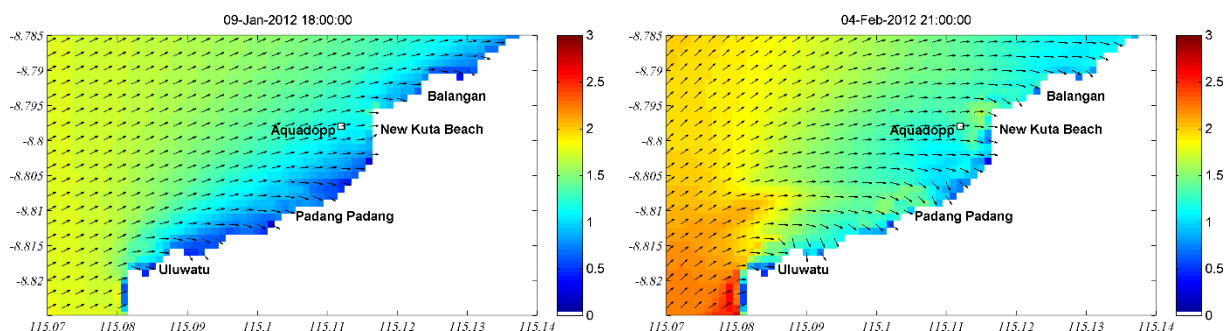 09-Jan-2012 18:00:00
-8.785
-8.79
-8.795
-8.8
-8.805
-8.81
-8.815
-8.82
Balangan
Aquadopp
New Kuta Beach
Padang Padang
Uluwatu
115.07 115.08 115.09 115.1 115.11 115.12 115.13 115.14
3
2.5
2
1.5
1
0.5
0
04-Feb-2012 21:00:00
-8.785
-8.79
-8.795
-8.8
-8.805
-8.81
-8.815
-8.82
Balangan
Aquadopp
New Kuta Beach
Padang Padang
Uluwatu
115.07 115.08 115.09 115.1 115.11 115.12 115.13 115.14
3
2.5
2
1.5
1
0.5
0